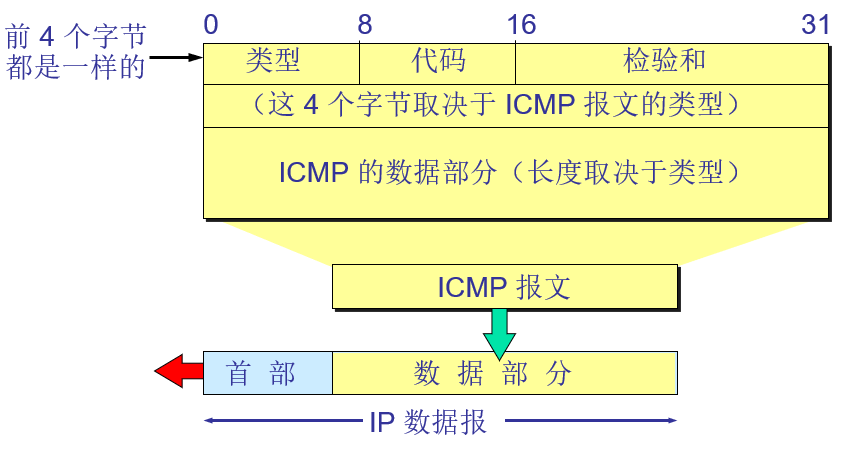 0 8 16 31
前 4 个字节
都是一样的
类型 代码 检验和
（这 4 个字节取决于 ICMP 报文的类型）
ICMP 的数据部分（长度取决于类型）
ICMP 报文
首 部 数 据 部 分
IP 数据报